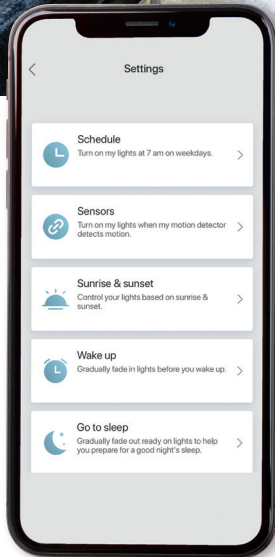 Settings
Schedule
Turn on my lights at 7 am on weekdays.
Sensors
Turn on my lights when my motion detector
detects motion.
Sunrise & sunset
Control your lights based on sunrise &
sunset.
Wake up
Gradually fade in lights before you wake up.
Go to sleep
Gradually fade out ready on lights to help
you prepare for a good night's sleep.